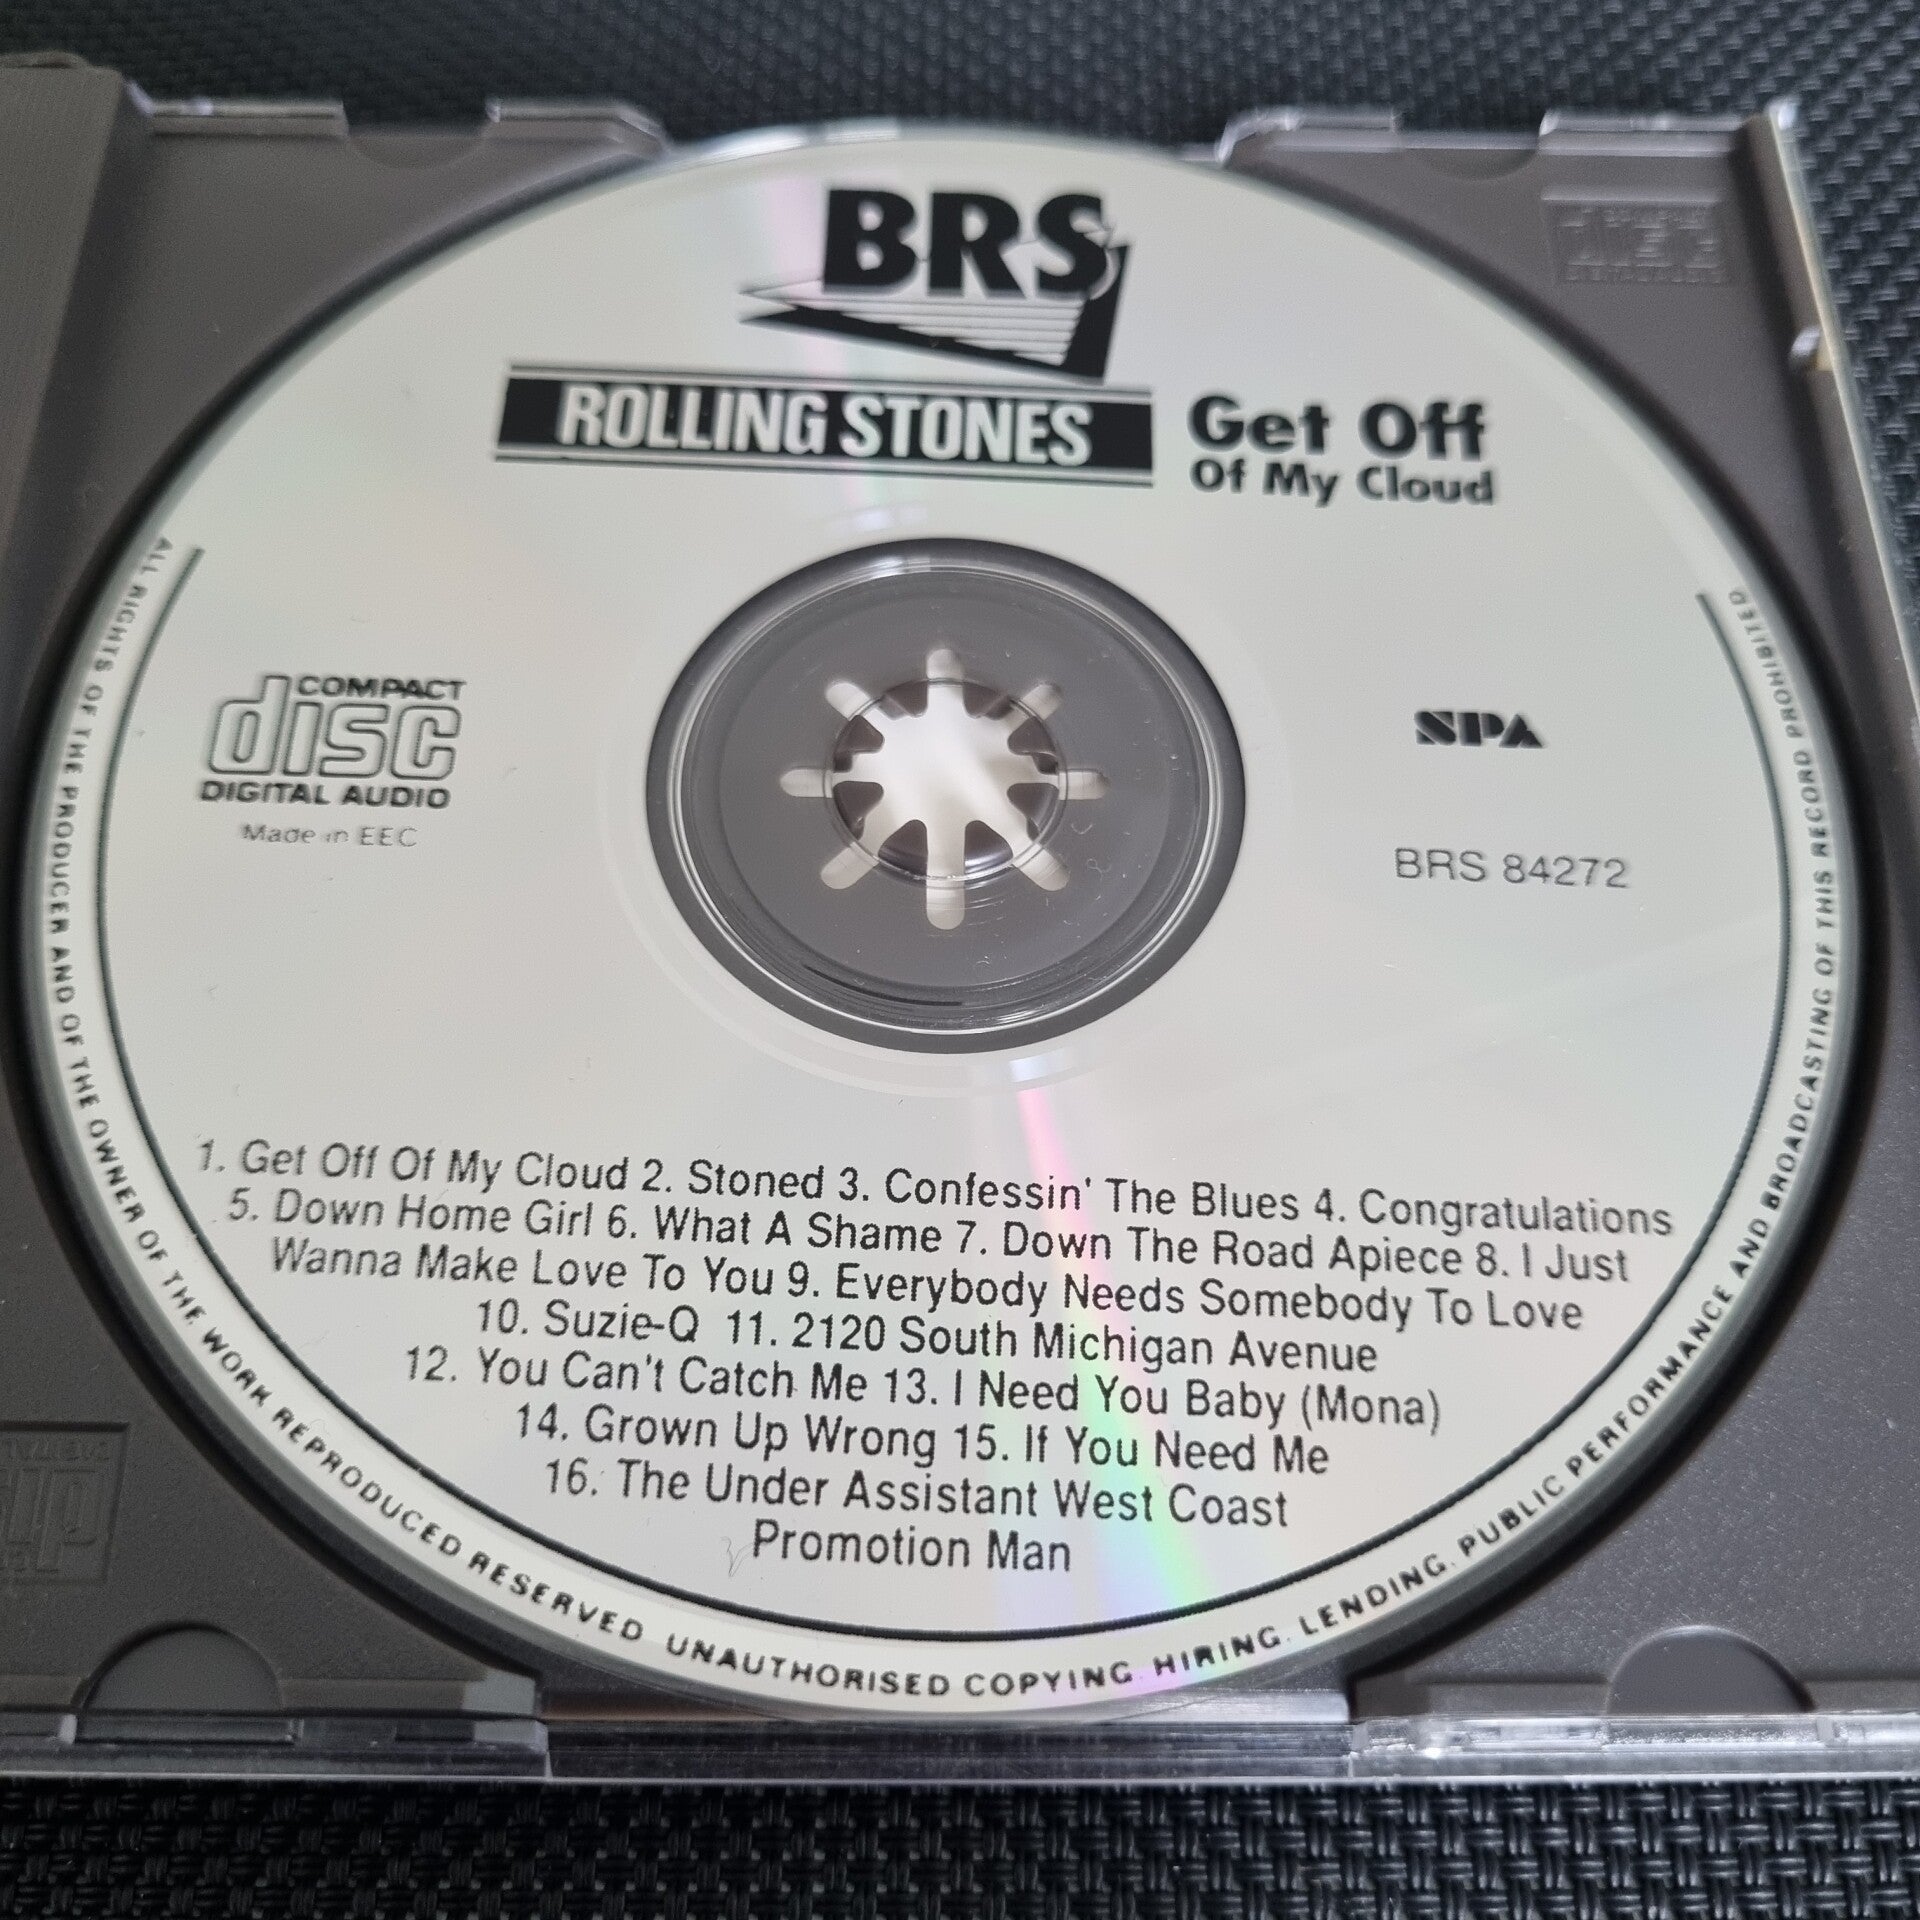 BRS
ROLLING STONES
Get Off
Of My Cloud
COMPACT
disc
DIGITAL AUDIO
Made in EEC
SPA
BRS 84272
1. Get Off Of My Cloud 2. Stoned 3. Confessin' The Blues 4. Congratulations
5. Down Home Girl 6. What A Shame 7. Down The Road Apiece 8. I Just
Wanna Make Love To You 9. Everybody Needs Somebody To Love
10. Suzie-Q 11. 2120 South Michigan Avenue
12. You Can't Catch Me 13. I Need You Baby (Mona)
14. Grown Up Wrong 15. If You Need Me
16. The Under Assistant West Coast
Promotion Man
ALL RIGHTS OF THE PRODUCER AND OF THE OWNER OF THE WORK REPRODUCED RESERVED UNAUTHORISED COPYING. HIRING. LENDING. PUBLIC PERFORMANCE AND BROADCASTING OF THIS RECORD PROHIBITED